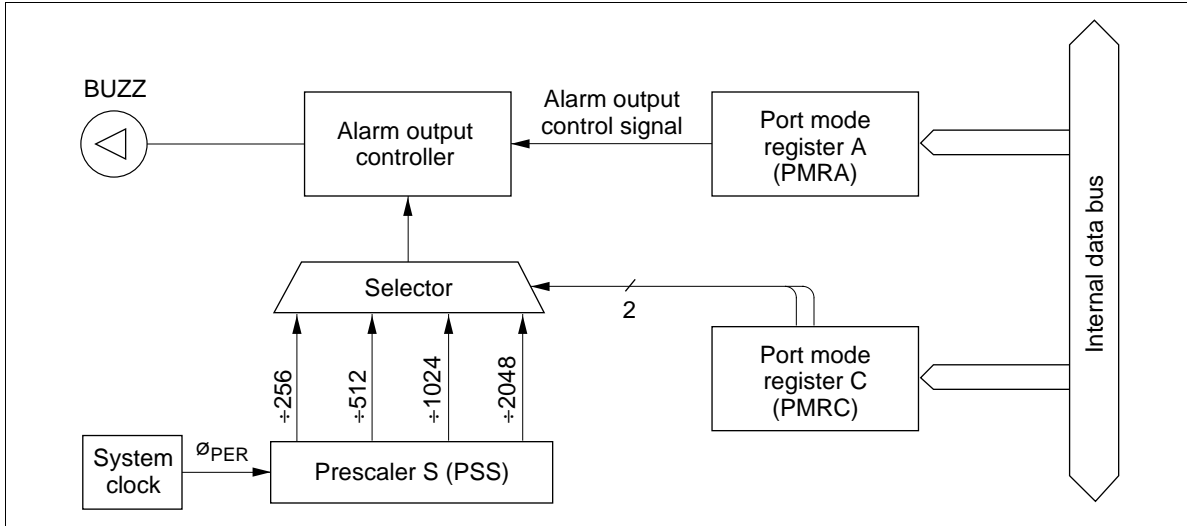 BUZZ
Alarm output
controller
Alarm output
control signal
Port mode
register A
(PMRA)
Internal data bus
Selector
2
Port mode
register C
(PMRC)
÷256
÷512
÷1024
÷2048
System
clock
øPER
Prescaler S (PSS)